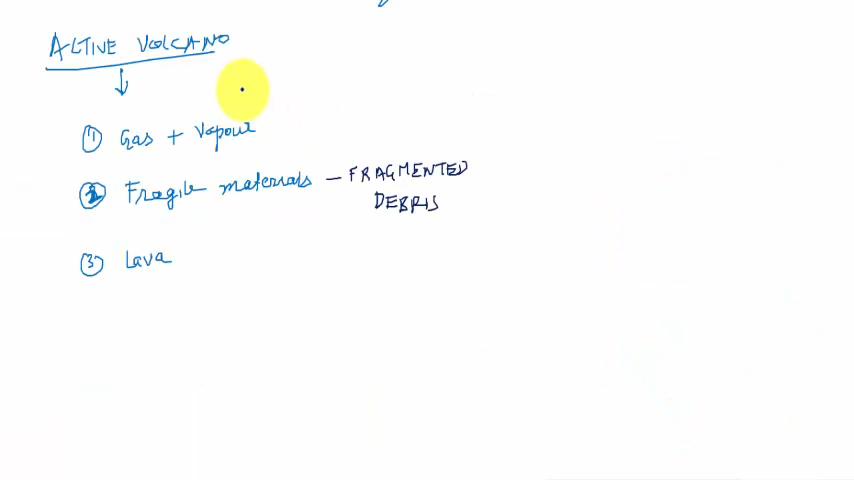 ACTIVE VOLCANO
① Gas + Vapour
② Fragile materials — FRAGMENTED
DEBRIS
③ Lava